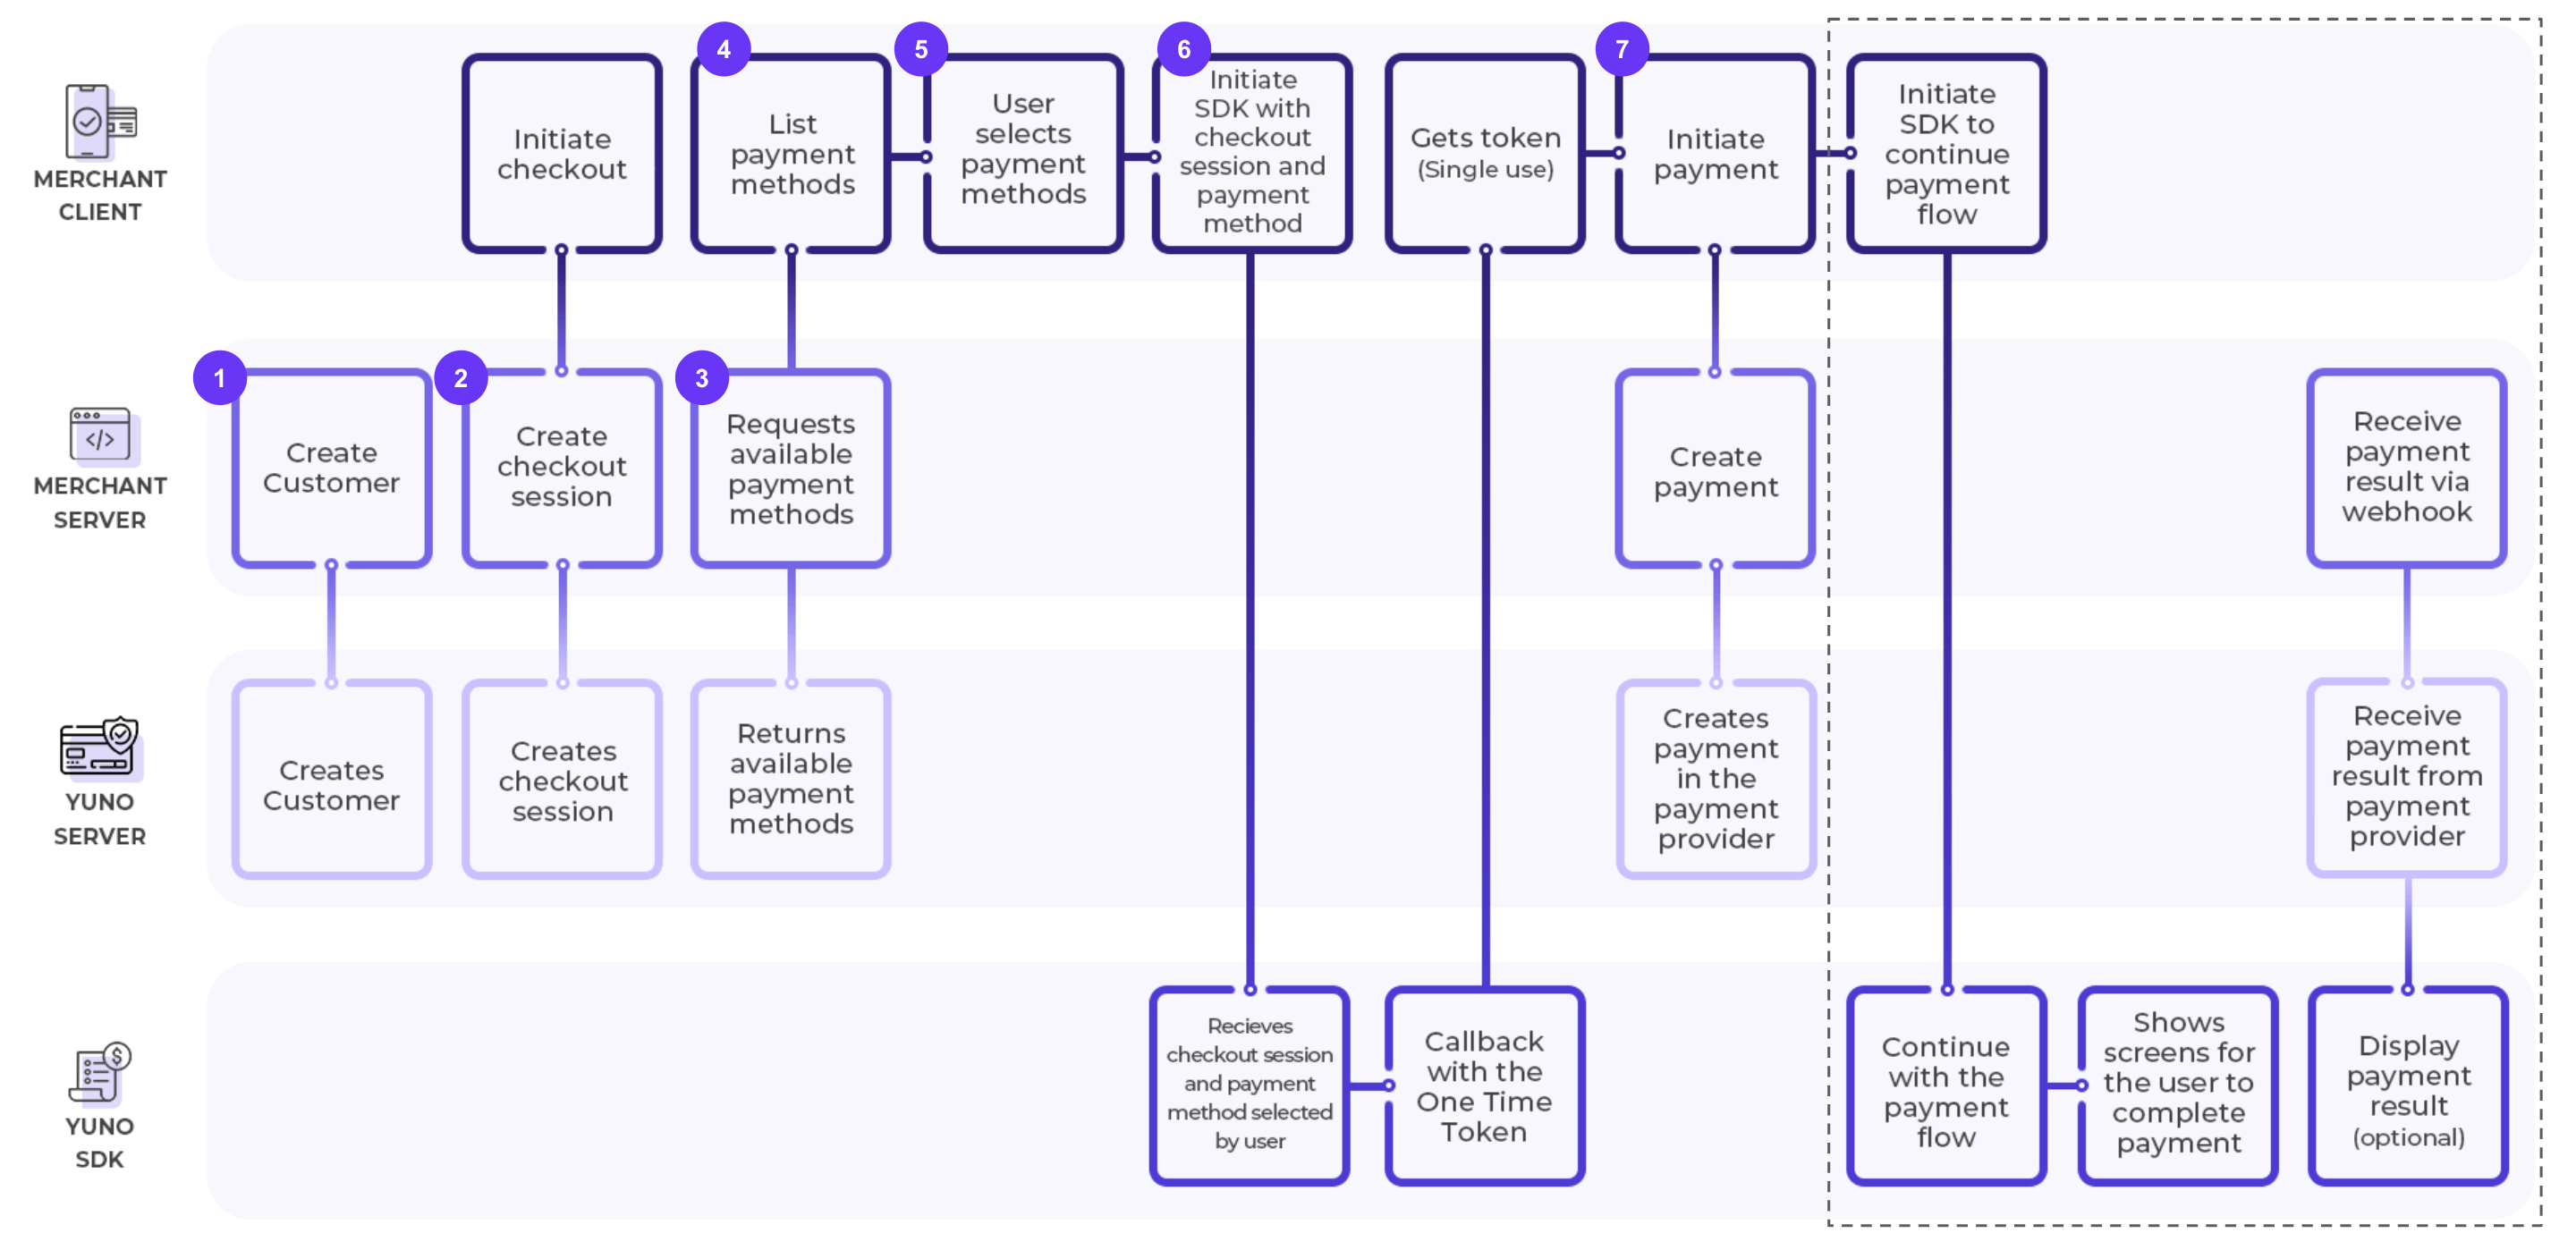 4
5
6
7
MERCHANT
CLIENT
Initiate
checkout
List
payment
methods
User
selects
payment
methods
Initiate
SDK with
checkout
session and
payment
method
Gets token
(Single use)
Initiate
payment
Initiate
SDK to
continue
payment
flow
1
2
3
MERCHANT
SERVER
Create
Customer
Create
checkout
session
Requests
available
payment
methods
Create
payment
Receive
payment
result via
webhook
YUNO
SERVER
Creates
Customer
Creates
checkout
session
Returns
available
payment
methods
Creates
payment
in the
payment
provider
Receive
payment
result from
payment
provider
YUNO
SDK
Recieves
checkout session
and payment
method selected
by user
Callback
with the
One Time
Token
Continue
with the
payment
flow
Shows
screens for
the user to
complete
payment
Display
payment
result
(optional)